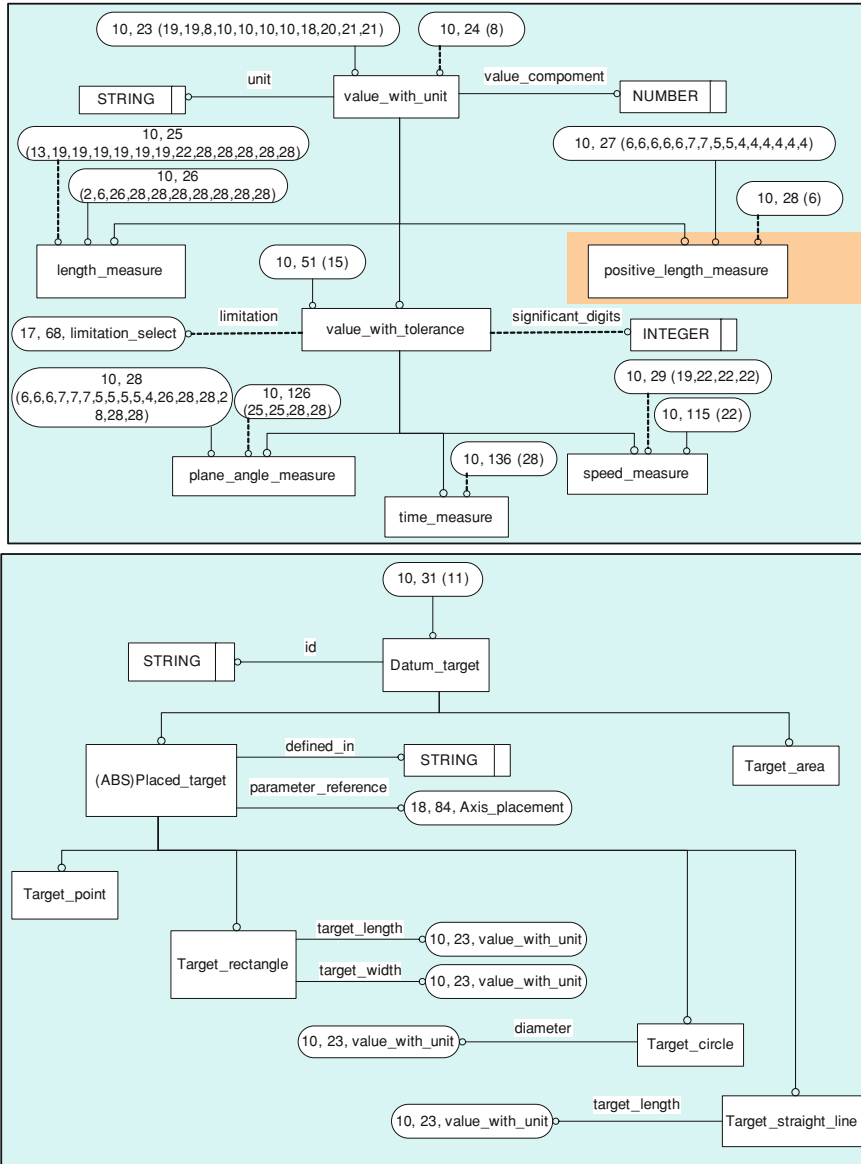 10, 23 (19,19,8,10,10,10,10,18,20,21,21)
10, 24 (8)
unit
value_compoment
STRING
value_with_unit
NUMBER
10, 25
(13,19,19,19,19,19,19,22,28,28,28,28,28)
10, 27 (6,6,6,6,6,7,7,5,5,4,4,4,4,4,4)
10, 26
(2,6,26,28,28,28,28,28,28,28,28)
10, 28 (6)
length_measure
10, 51 (15)
positive_length_measure
limitation
significant_digits
17, 68, limitation_select
value_with_tolerance
INTEGER
10, 28
(6,6,6,7,7,7,5,5,5,5,4,26,28,28,2
8,28,28)
10, 126
(25,25,28,28)
10, 29 (19,22,22,22)
10, 115 (22)
10, 136 (28)
plane_angle_measure
speed_measure
time_measure
10, 31 (11)
id
STRING
Datum_target
defined_in
(ABS)Placed_target
STRING
Target_area
parameter_reference
18, 84, Axis_placement
Target_point
target_length
10, 23, value_with_unit
Target_rectangle
target_width
10, 23, value_with_unit
diameter
10, 23, value_with_unit
Target_circle
target_length
10, 23, value_with_unit
Target_straight_line